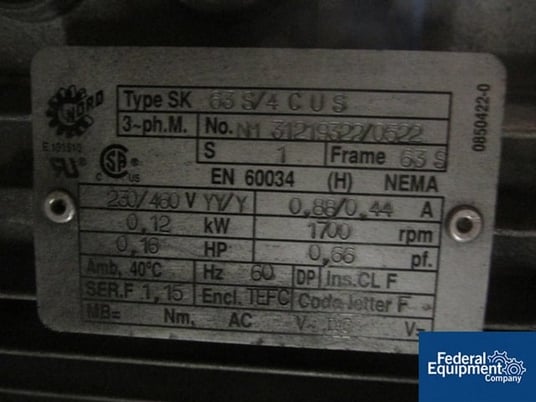 NORD
Type SK 63 S/4 C U S
3~ph.M. No. N1 31219322/0522
E.191510
S 1 Frame 63 S
EN 60034 (H) NEMA
230/460 V YY/Y 0,88/0,44 A
0,12 kW 1700 rpm
0,16 HP 0,66 pf.
Amb, 40°C Hz 60 DP Ins.CL F
SER.F 1,15 Encl. TEFC Code letter F
MB= Nm. AC V- V=
0850422-0
C US
Federal
Equipment
Company